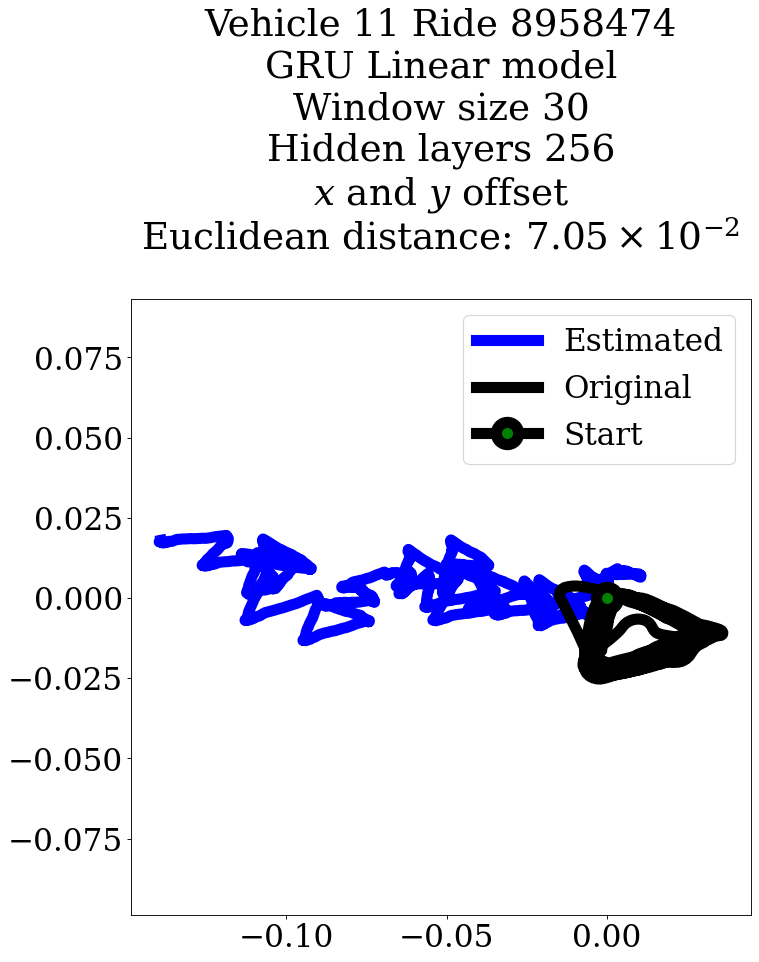 Vehicle 11 Ride 8958474
GRU Linear model
Window size 30
Hidden layers 256
x and y offset
Euclidean distance: 7.05 × 10⁻²
Estimated
Original
Start
0.075
0.050
0.025
0.000
−0.025
−0.050
−0.075
−0.10 −0.05 0.00